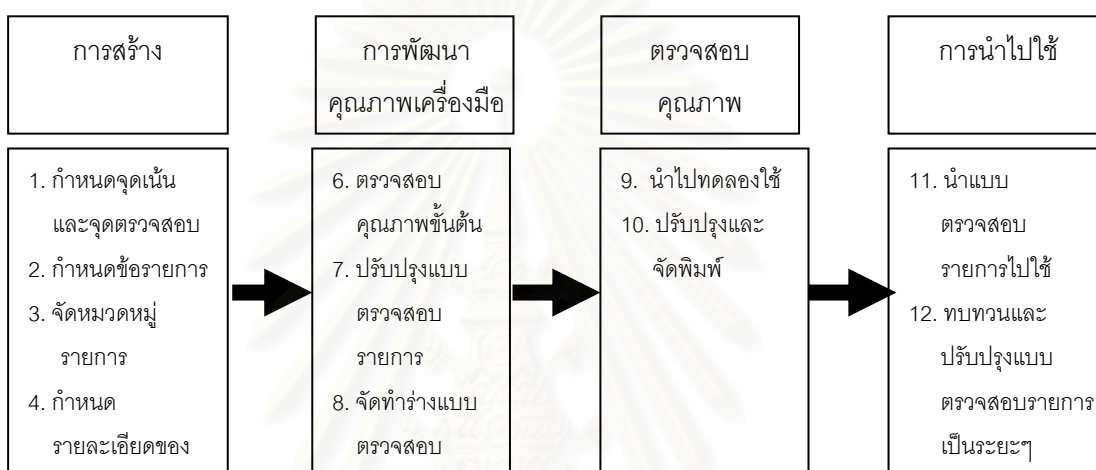 การสร้าง
การพัฒนา
คุณภาพเครื่องมือ
ตรวจสอบ
คุณภาพ
การนำไปใช้
1. กำหนดจุดเน้น
และจุดตรวจสอบ
2. กำหนดข้อรายการ
3. จัดหมวดหมู่
รายการ
4. กำหนด
รายละเอียดของ
6. ตรวจสอบ
คุณภาพขั้นต้น
7. ปรับปรุงแบบ
ตรวจสอบ
รายการ
8. จัดทำร่างแบบ
ตรวจสอบ
9. นำไปทดลองใช้
10. ปรับปรุงและ
จัดพิมพ์
11. นำแบบ
ตรวจสอบ
รายการไปใช้
12. ทบทวนและ
ปรับปรุงแบบ
ตรวจสอบรายการ
เป็นระยะๆ